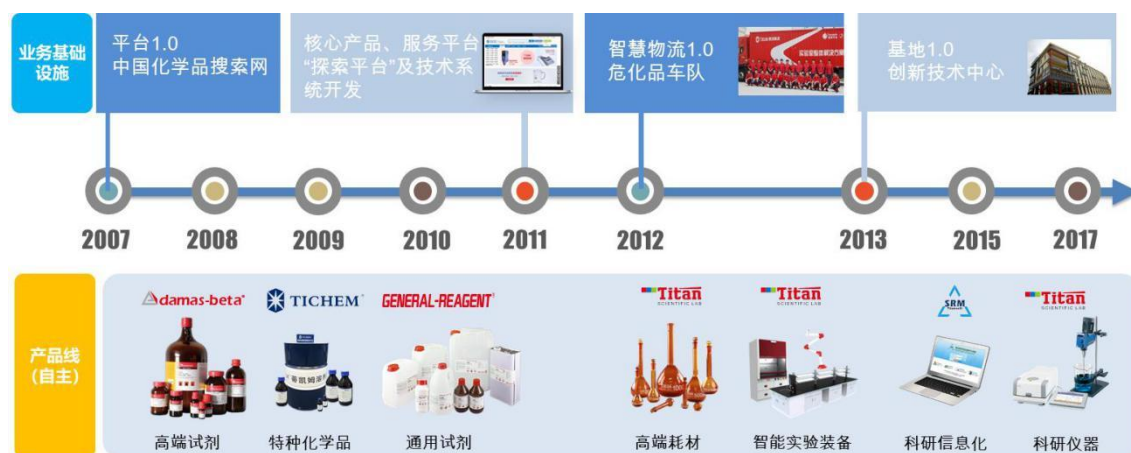 业务基础
设施
平台1.0
中国化学品搜索网
核心产品、服务平台
“探索平台”及技术系
统开发
智慧物流1.0
危化品车队
基地1.0
创新技术中心
2007
2008
2009
2010
2011
2012
2013
2015
2017
产品线
(自主)
damas-beta
TICHEM
GENERAL-REAGENT
Titan
SCIENTIFIC LAB
Titan
SCIENTIFIC LAB
SRM
Titan
SCIENTIFIC LAB
高端试剂
特种化学品
通用试剂
高端耗材
智能实验装备
科研信息化
科研仪器